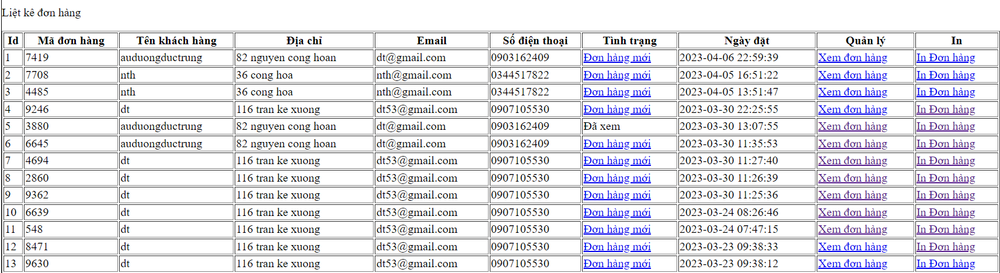 Liệt kê đơn hàng
Id Mã đơn hàng Tên khách hàng Địa chỉ Email Số điện thoại Tình trạng Ngày đặt Quản lý In
1 7419 auduongductrung 82 nguyen cong hoan dt@gmail.com 0903162409 Đơn hàng mới 2023-04-06 22:59:39 Xem đơn hàng In Đơn hàng
2 7708 nth 36 cong hoa nth@gmail.com 0344517822 Đơn hàng mới 2023-04-05 16:51:22 Xem đơn hàng In Đơn hàng
3 4485 nth 36 cong hoa nth@gmail.com 0344517822 Đơn hàng mới 2023-04-05 13:51:47 Xem đơn hàng In Đơn hàng
4 9246 dt 116 tran ke xuong dt53@gmail.com 0907105530 Đơn hàng mới 2023-03-30 22:25:55 Xem đơn hàng In Đơn hàng
5 3880 auduongductrung 82 nguyen cong hoan dt@gmail.com 0903162409 Đã xem 2023-03-30 13:07:55 Xem đơn hàng In Đơn hàng
6 6645 auduongductrung 82 nguyen cong hoan dt@gmail.com 0903162409 Đơn hàng mới 2023-03-30 11:35:53 Xem đơn hàng In Đơn hàng
7 4694 dt 116 tran ke xuong dt53@gmail.com 0907105530 Đơn hàng mới 2023-03-30 11:27:40 Xem đơn hàng In Đơn hàng
8 2860 dt 116 tran ke xuong dt53@gmail.com 0907105530 Đơn hàng mới 2023-03-30 11:26:39 Xem đơn hàng In Đơn hàng
9 9362 dt 116 tran ke xuong dt53@gmail.com 0907105530 Đơn hàng mới 2023-03-30 11:25:36 Xem đơn hàng In Đơn hàng
10 6639 dt 116 tran ke xuong dt53@gmail.com 0907105530 Đơn hàng mới 2023-03-24 08:26:46 Xem đơn hàng In Đơn hàng
11 548 dt 116 tran ke xuong dt53@gmail.com 0907105530 Đơn hàng mới 2023-03-24 07:47:15 Xem đơn hàng In Đơn hàng
12 8471 dt 116 tran ke xuong dt53@gmail.com 0907105530 Đơn hàng mới 2023-03-23 09:38:33 Xem đơn hàng In Đơn hàng
13 9630 dt 116 tran ke xuong dt53@gmail.com 0907105530 Đơn hàng mới 2023-03-23 09:38:12 Xem đơn hàng In Đơn hàng